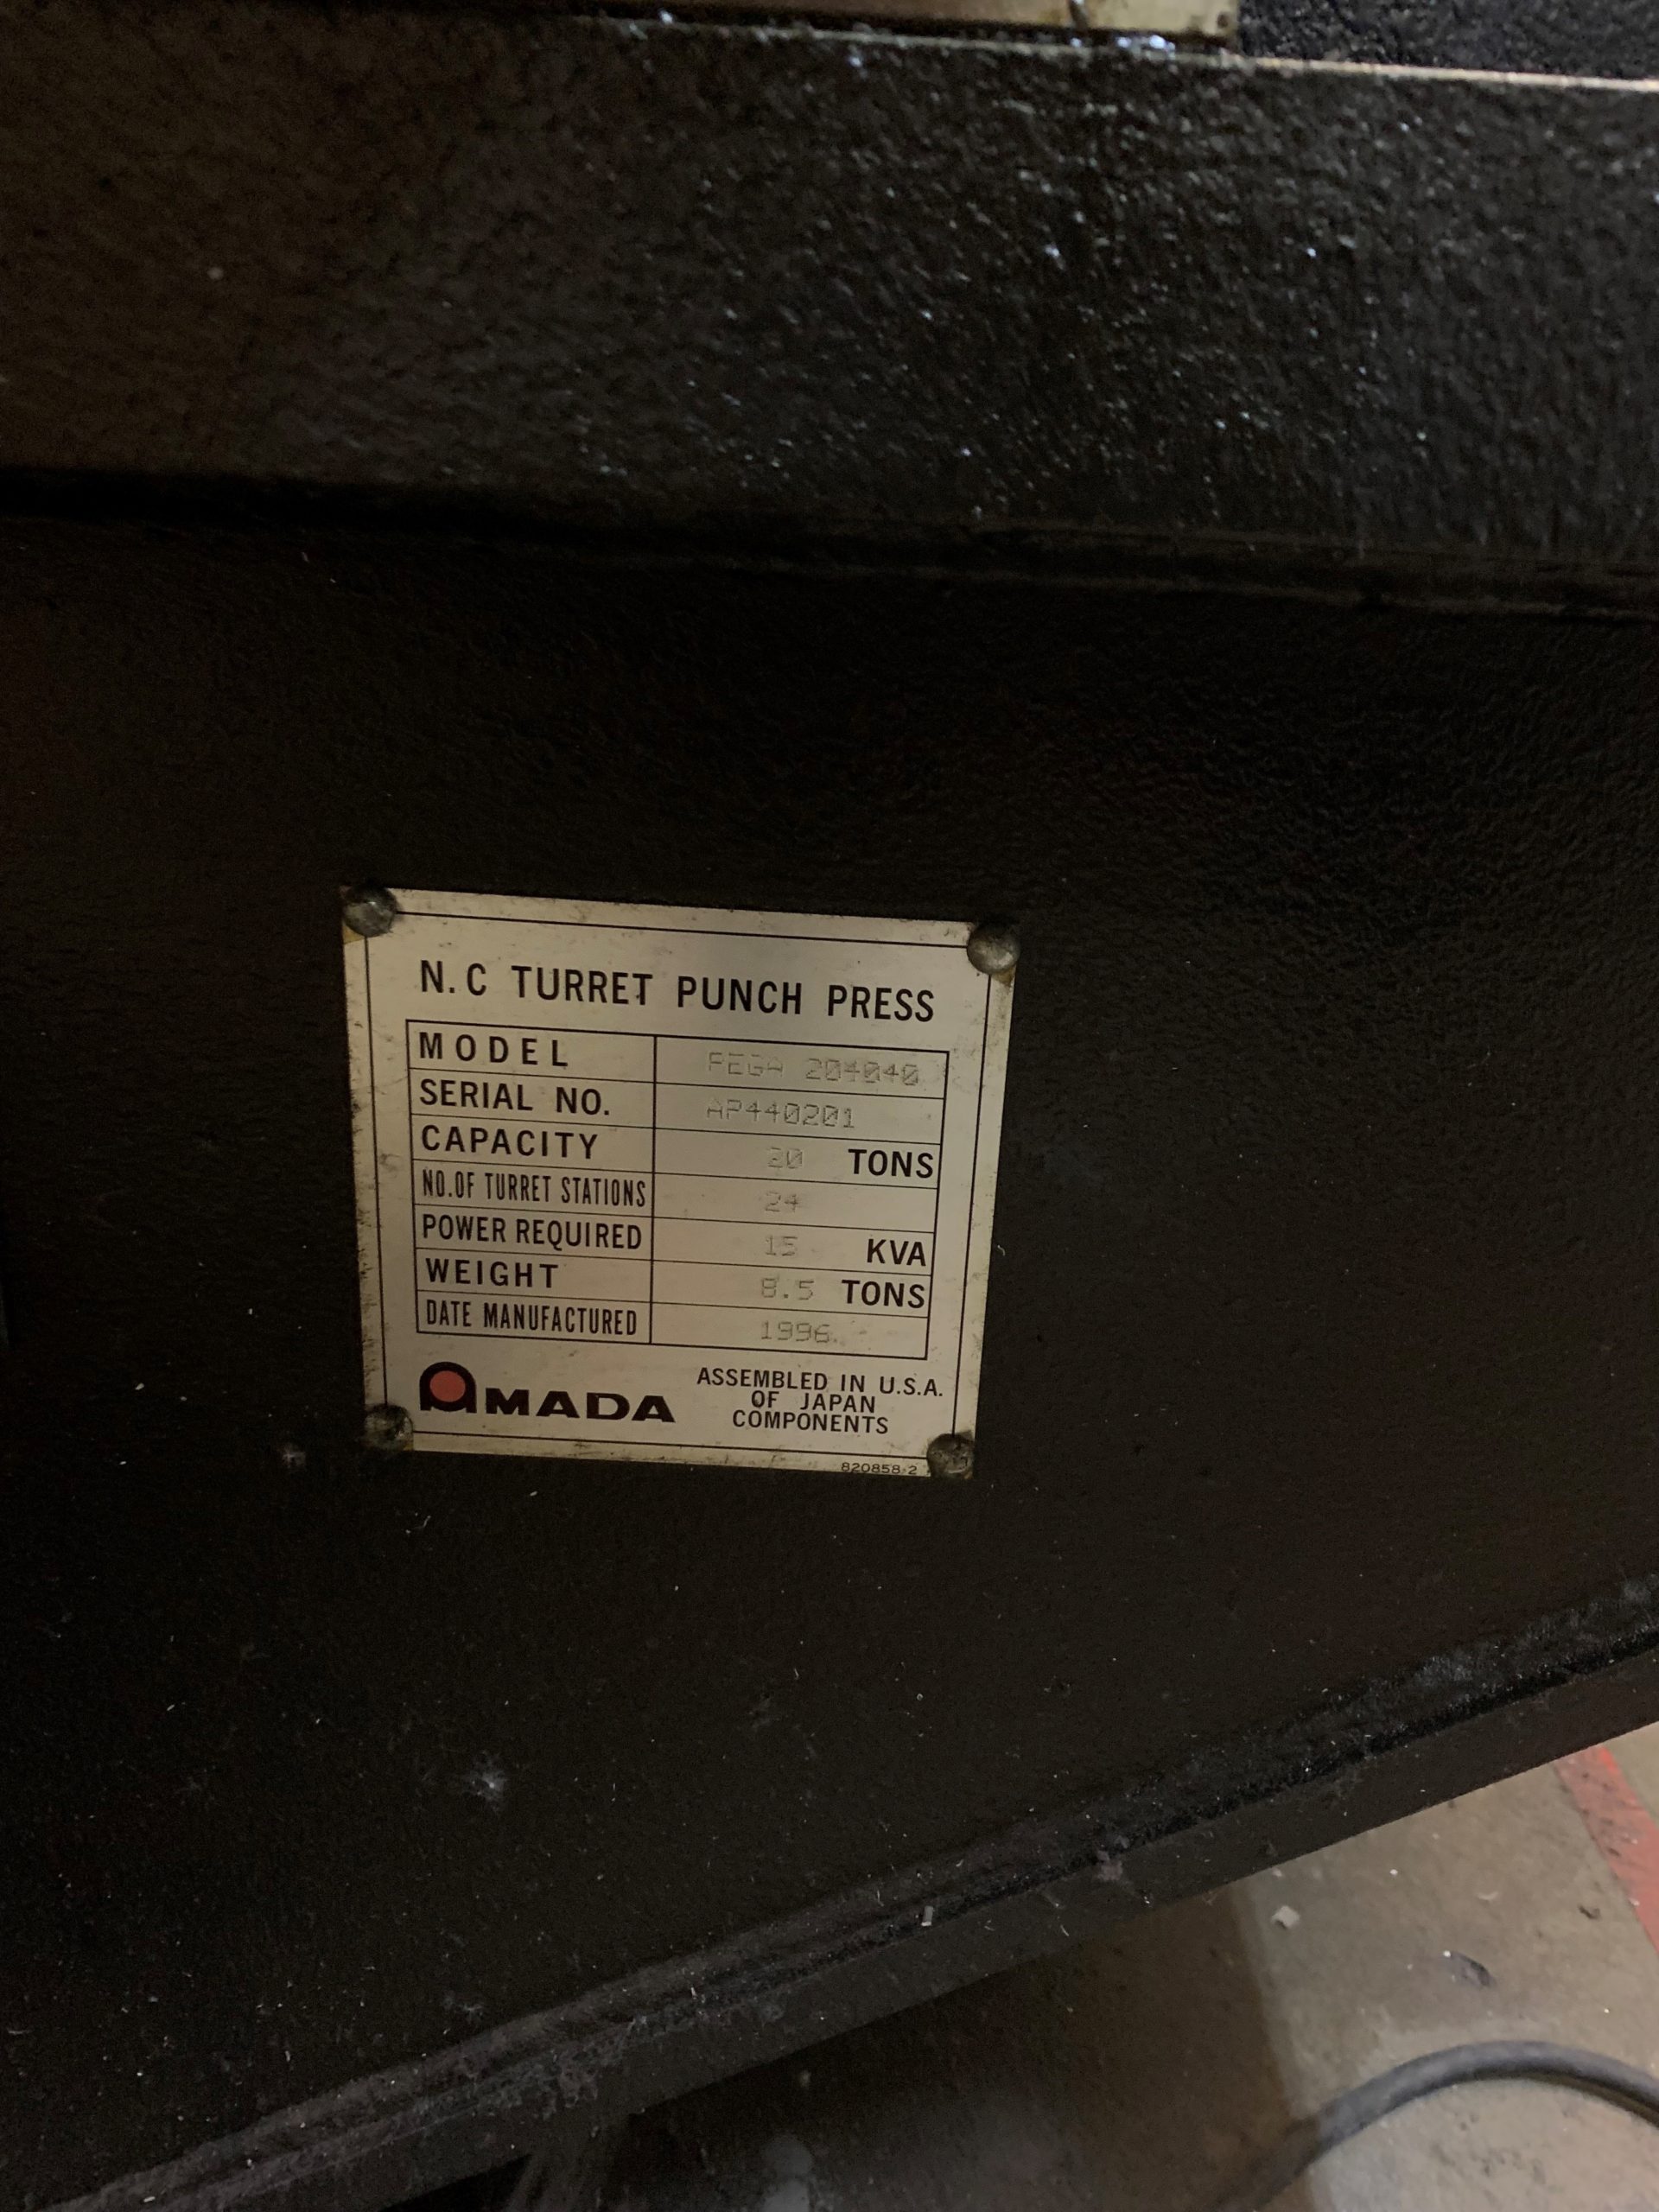 N.C TURRET PUNCH PRESS
MODEL PEGA 204040
SERIAL NO. AP440201
CAPACITY 20 TONS
NO.OF TURRET STATIONS 24
POWER REQUIRED 15 KVA
WEIGHT 8.5 TONS
DATE MANUFACTURED 1996.
AMADA
ASSEMBLED IN U.S.A.
OF JAPAN
COMPONENTS
820858-2